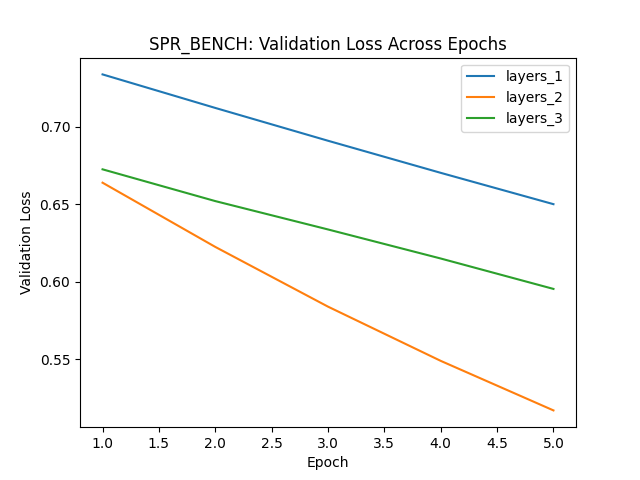 SPR_BENCH: Validation Loss Across Epochs
layers_1
layers_2
layers_3
0.70
0.65
0.60
0.55
Validation Loss
1.0 1.5 2.0 2.5 3.0 3.5 4.0 4.5 5.0
Epoch